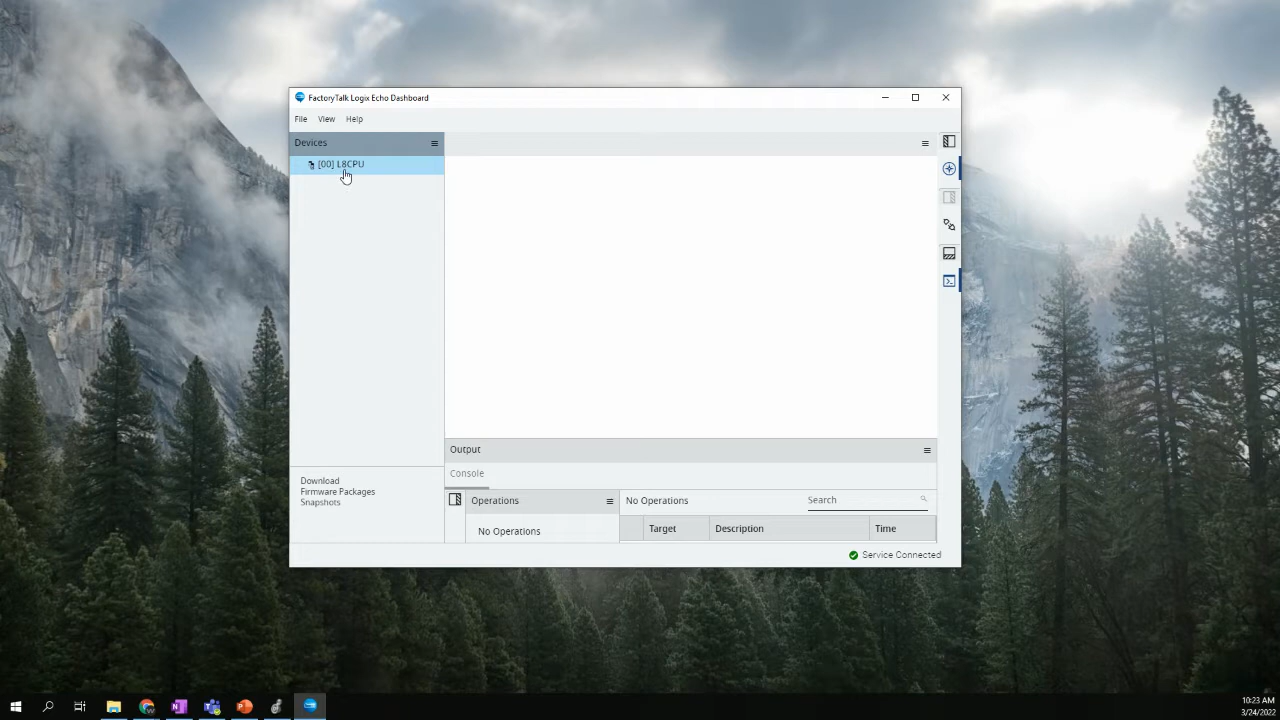 FactoryTalk Logix Echo Dashboard
File View Help
Devices
[00] L8CPU
Download
Firmware Packages
Snapshots
Output
Console
Operations
No Operations
No Operations
Search
Target Description Time
Service Connected
10:23 AM
3/24/2022